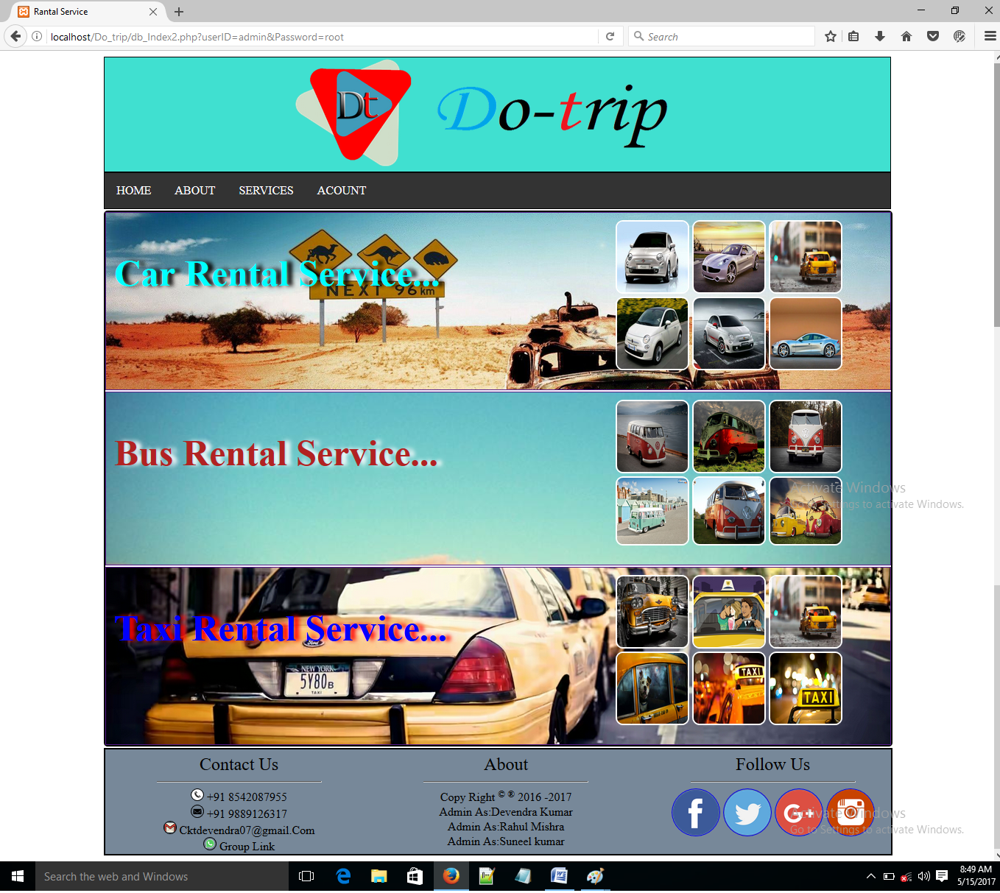 Rantal Service
localhost/Do_trip/db_Index2.php?userID=admin&Password=root
Search
Dt
Do-trip
HOME ABOUT SERVICES ACOUNT
NEXT 96 km
Car Rental Service...
Bus Rental Service...
Activate Windows
Go to Settings to activate Windows.
Taxi Rental Service...
Ford
NEW YORK
5Y80B
TAXI
TAXI
TAXI
Contact Us
+91 8542087955
+91 9889126317
Cktdevendra07@gmail.Com
Group Link
About
Copy Right © ® 2016 -2017
Admin As:Devendra Kumar
Admin As:Rahul Mishra
Admin As:Suneel kumar
Follow Us
f
G+
Activate Windows
Go to Settings to activate Windows.
Search the web and Windows
8:49 AM
5/15/2017